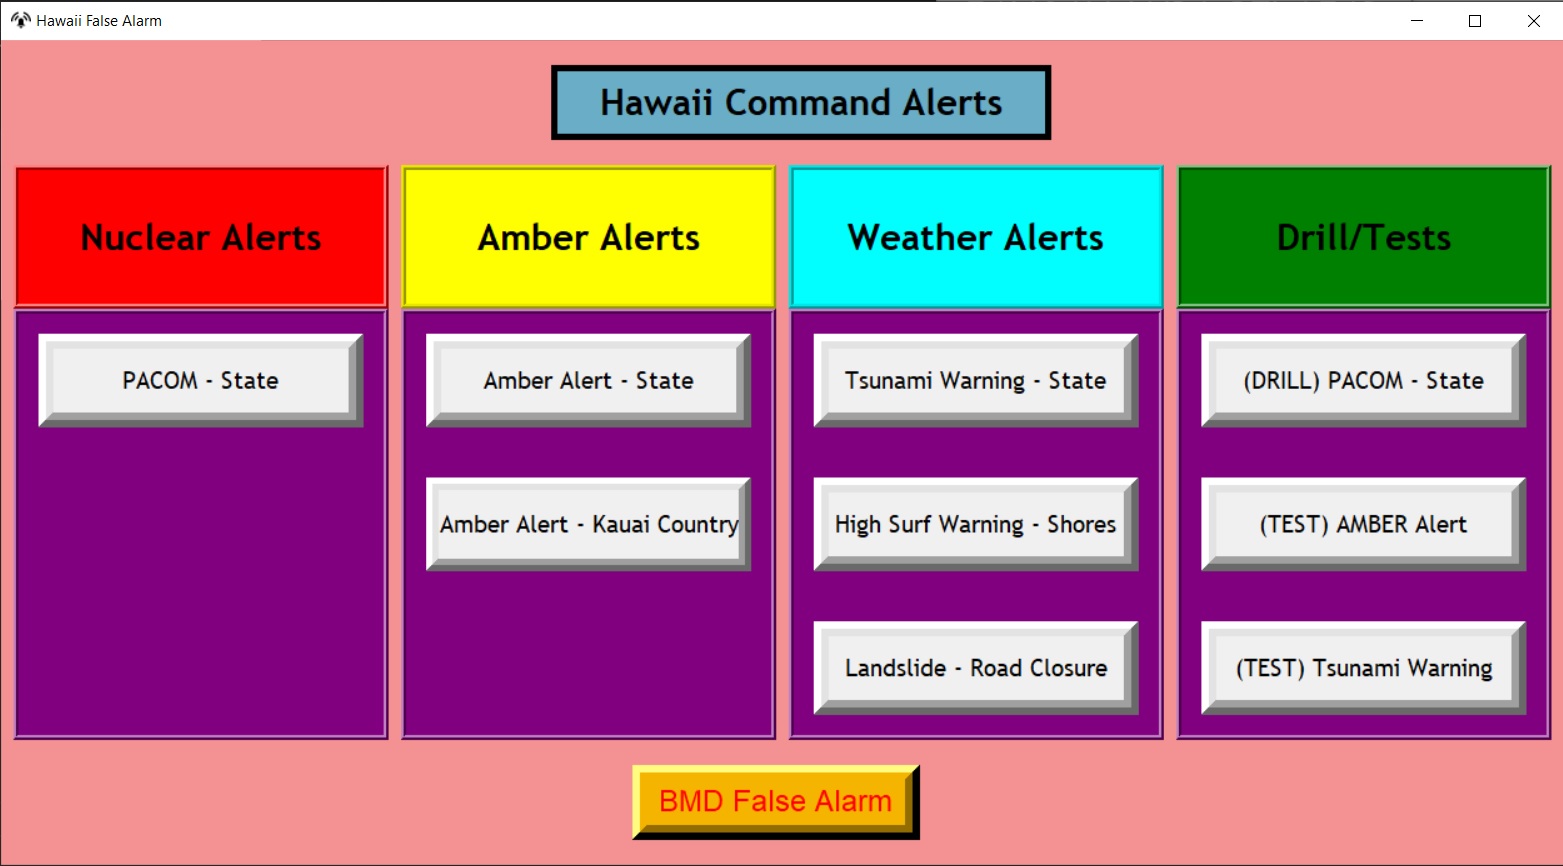 Hawaii False Alarm
Hawaii Command Alerts
Nuclear Alerts
PACOM - State
Amber Alerts
Amber Alert - State
Amber Alert - Kauai Country
Weather Alerts
Tsunami Warning - State
High Surf Warning - Shores
Landslide - Road Closure
Drill/Tests
(DRILL) PACOM - State
(TEST) AMBER Alert
(TEST) Tsunami Warning
BMD False Alarm